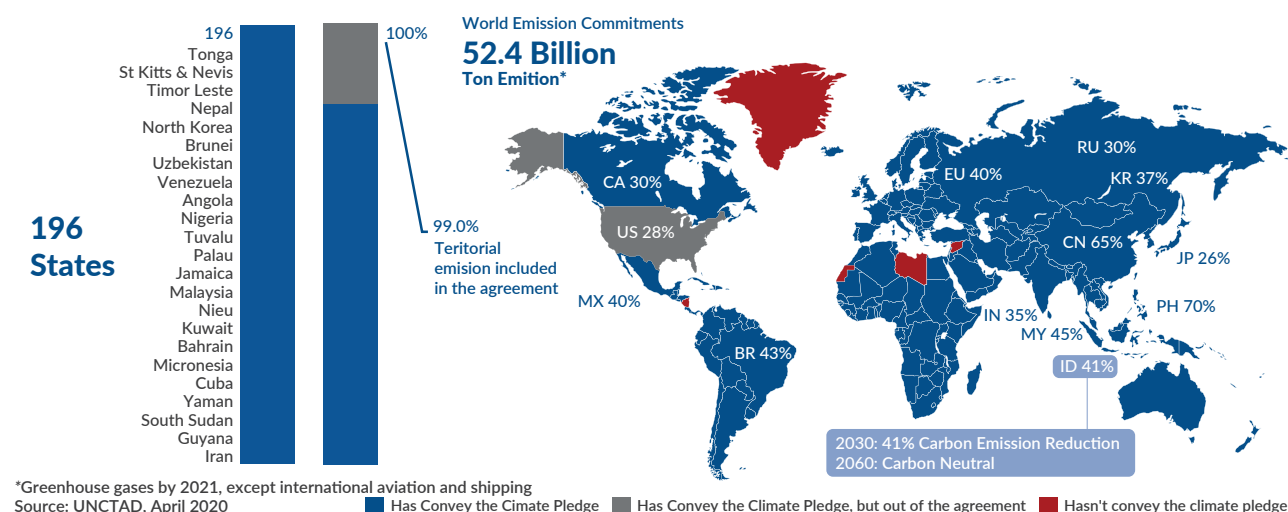 World Emission Commitments
52.4 Billion
Ton Emition*
196
States
196
Tonga
St Kitts & Nevis
Timor Leste
Nepal
North Korea
Brunei
Uzbekistan
Venezuela
Angola
Nigeria
Tuvalu
Palau
Jamaica
Malaysia
Nieu
Kuwait
Bahrain
Micronesia
Cuba
Yaman
South Sudan
Guyana
Iran
100%
99.0%
Teritorial
emision included
in the agreement
CA 30%
US 28%
MX 40%
BR 43%
EU 40%
RU 30%
KR 37%
CN 65%
JP 26%
IN 35%
MY 45%
PH 70%
ID 41%
2030: 41% Carbon Emission Reduction
2060: Carbon Neutral
*Greenhouse gases by 2021, except international aviation and shipping
Source: UNCTAD, April 2020
Has Convey the Cimate Pledge
Has Convey the Climate Pledge, but out of the agreement
Hasn't convey the climate pledge